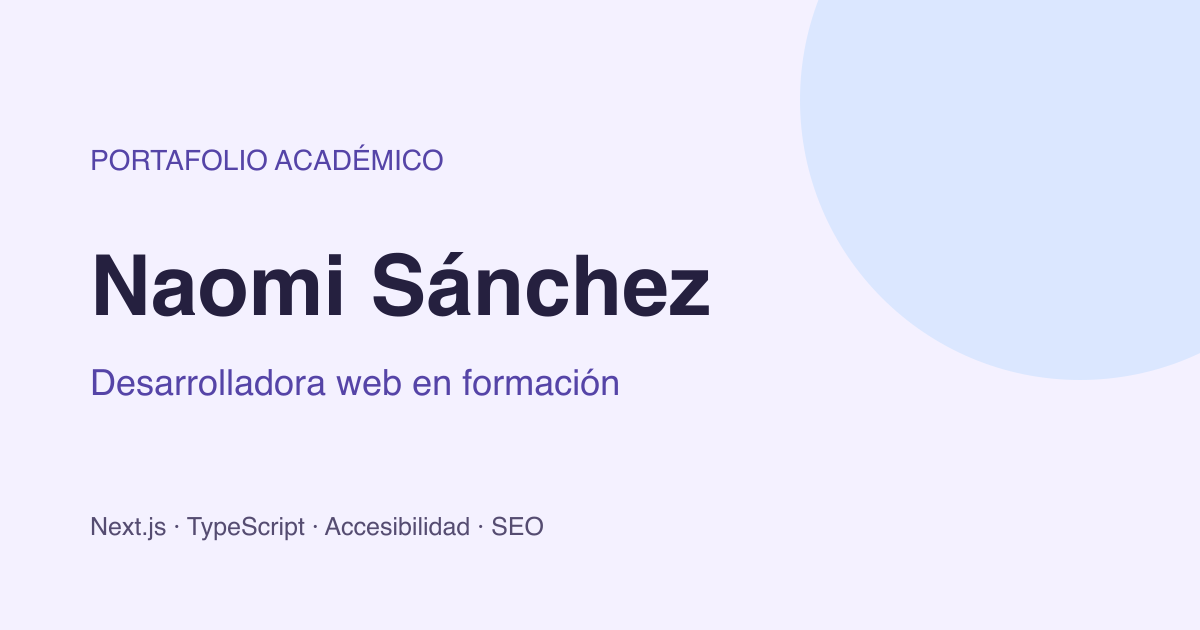 PORTAFOLIO ACADÉMICO
Naomi Sánchez
Desarrolladora web en formación
Next.js · TypeScript · Accesibilidad · SEO